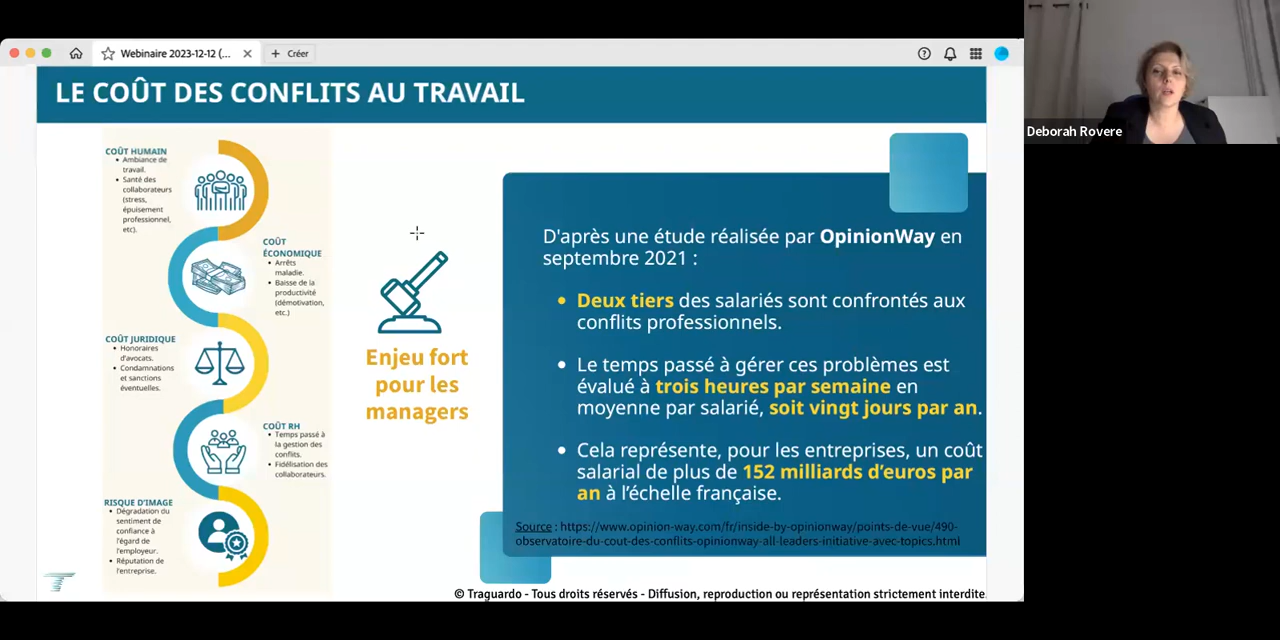 Webinaire 2023-12-12 (...
Créer
LE COÛT DES CONFLITS AU TRAVAIL
COÛT HUMAIN
Ambiance de
travail.
Santé des
collaborateurs
(stress,
épuisement
professionnel,
etc).
COÛT
ÉCONOMIQUE
Arrêts
maladie.
Baisse de la
productivité
(démotivation,
etc.)
COÛT JURIDIQUE
Honoraires
d'avocats.
Condamnations
et sanctions
éventuelles.
COÛT RH
Temps passé à
la gestion des
conflits.
Fidélisation des
collaborateurs.
RISQUE D'IMAGE
Dégradation du
sentiment de
confiance à
l'égard de
l'employeur.
Réputation de
l'entreprise.
Enjeu fort
pour les
managers
D'après une étude réalisée par OpinionWay en
septembre 2021 :
Deux tiers des salariés sont confrontés aux
conflits professionnels.
Le temps passé à gérer ces problèmes est
évalué à trois heures par semaine en
moyenne par salarié, soit vingt jours par an.
Cela représente, pour les entreprises, un coût
salarial de plus de 152 milliards d'euros par
an à l'échelle française.
Source : https://www.opinion-way.com/fr/inside-by-opinionway/points-de-vue/490-
observatoire-du-cout-des-conflits-opinionway-all-leaders-initiative-avec-topics.html
© Traguardo - Tous droits réservés - Diffusion, reproduction ou représentation strictement interdite.
Deborah Rovere